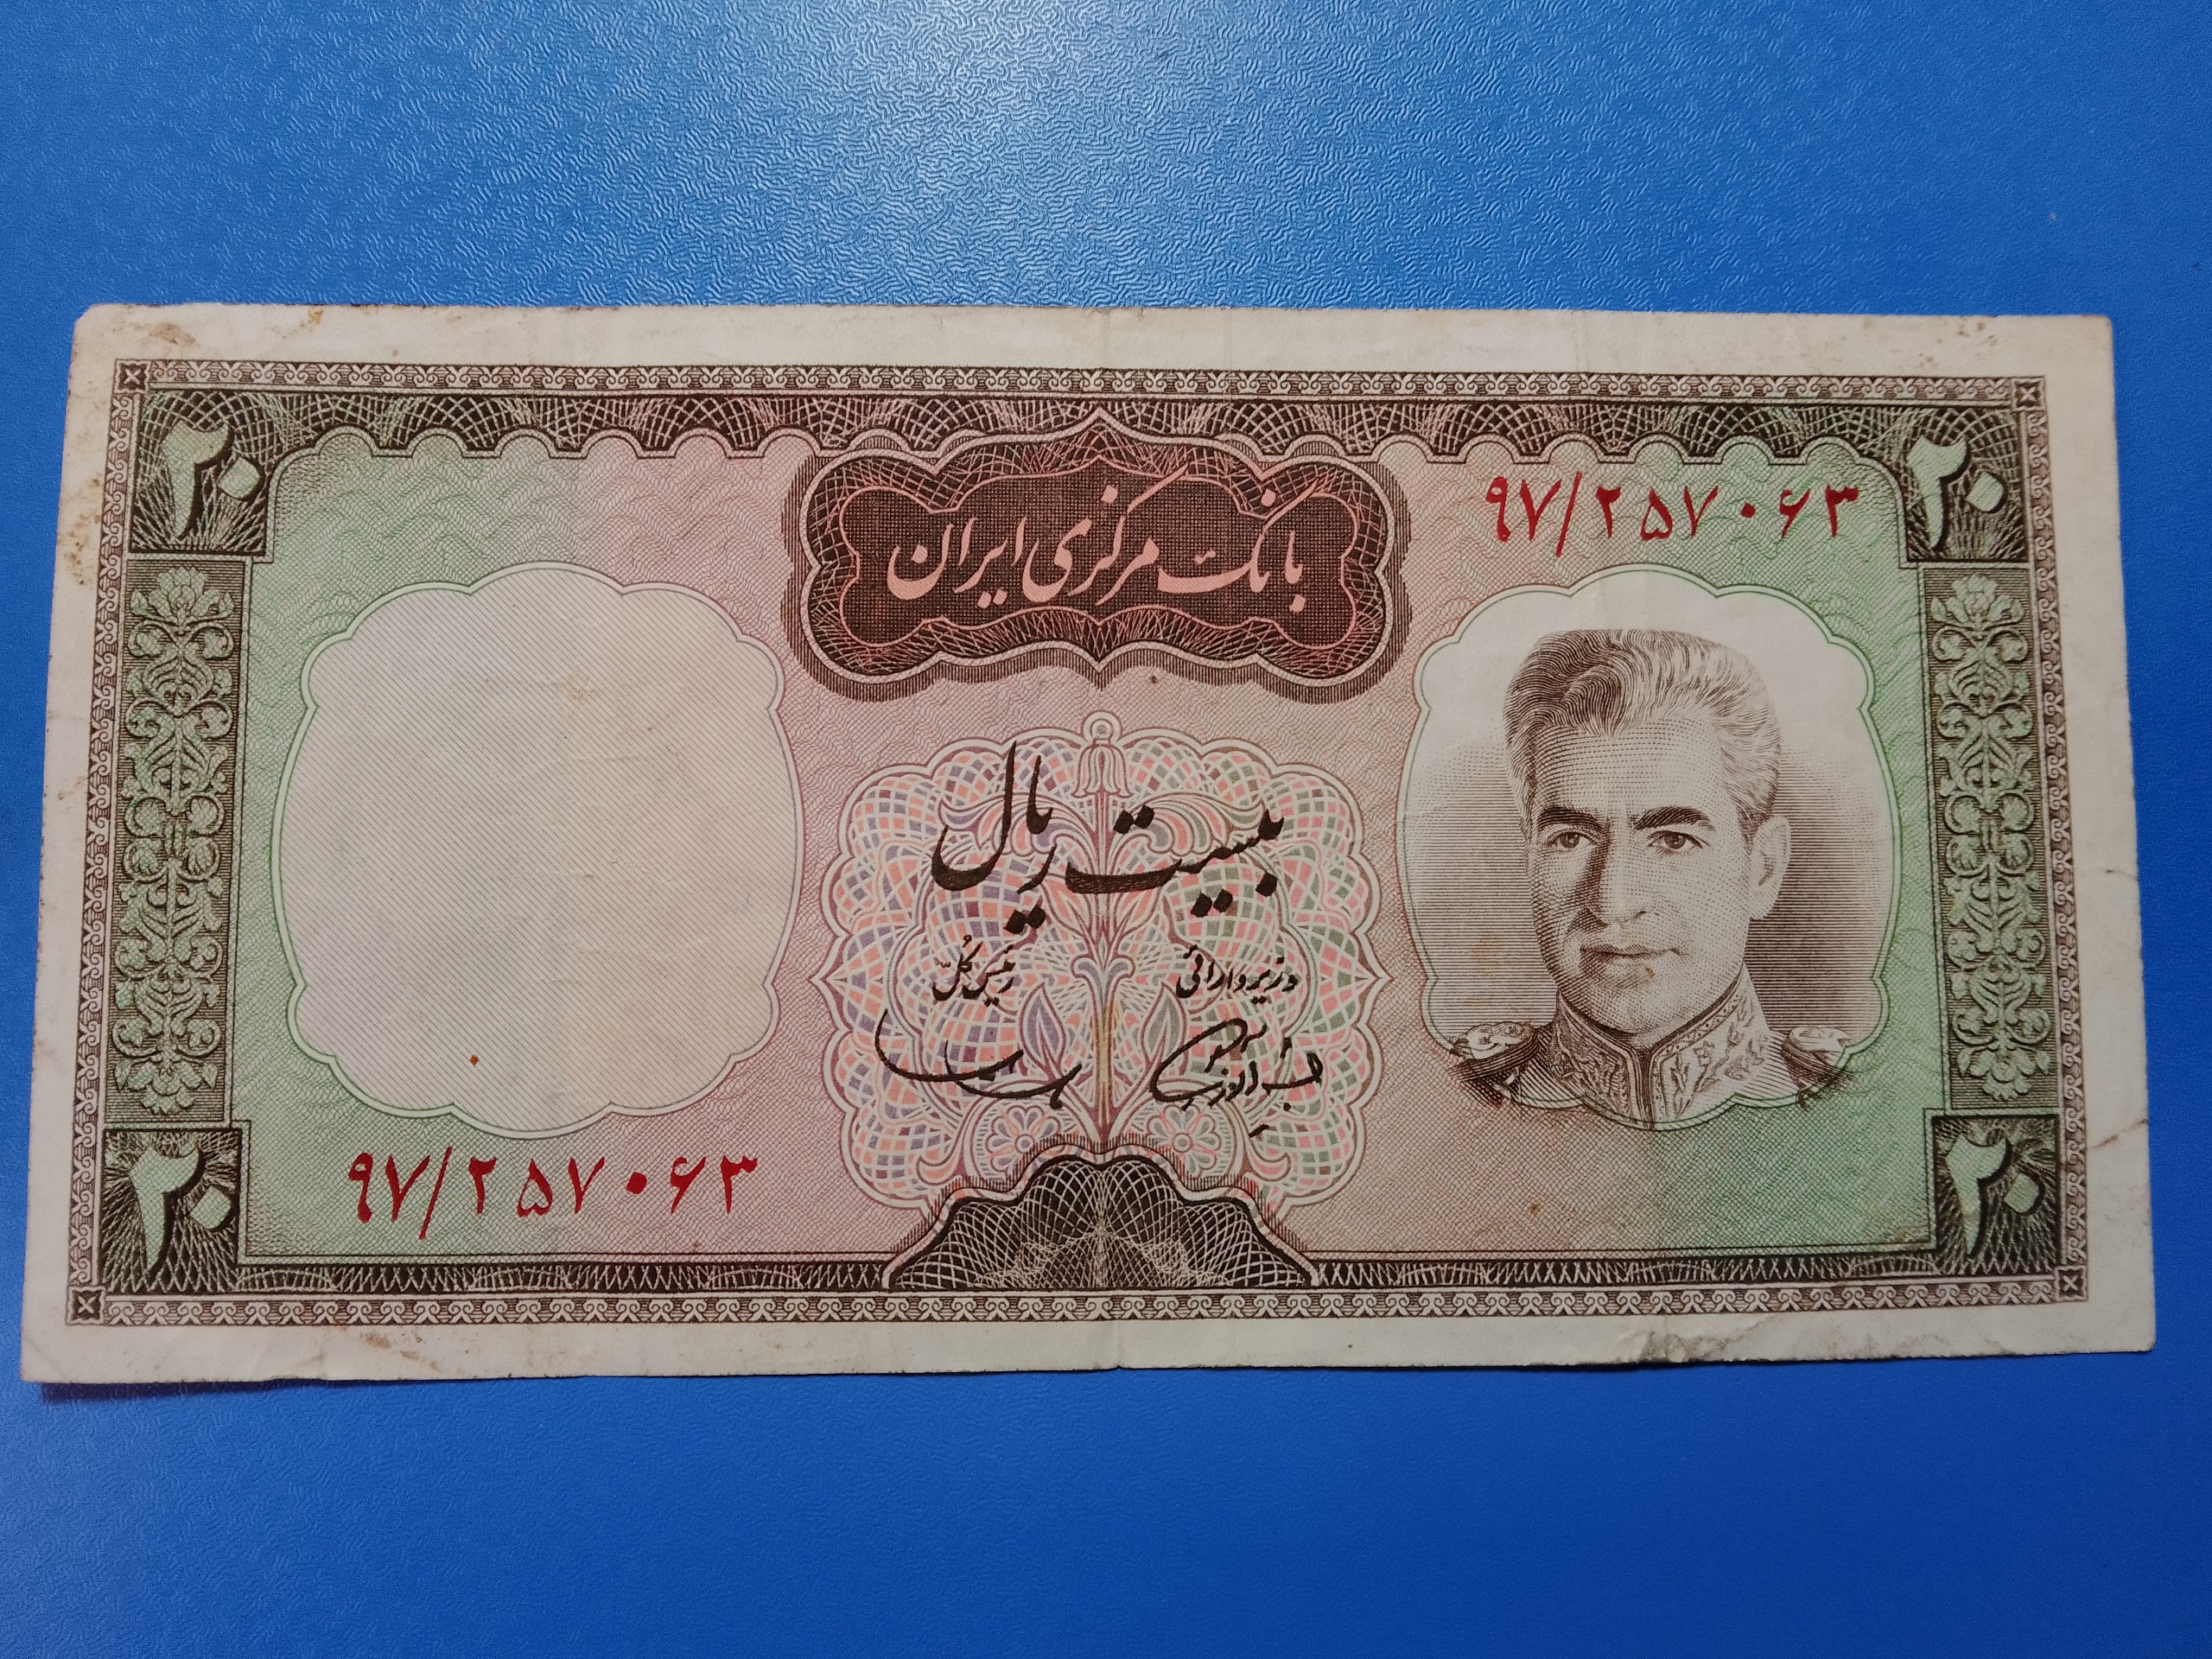 ۲۰
۲۰
بانک مرکزی ایران
۹۷/۲۵۷۰۶۳
بیست ریال
وزیر دارائی
رئیس کل
۹۷/۲۵۷۰۶۳
۲۰
۲۰